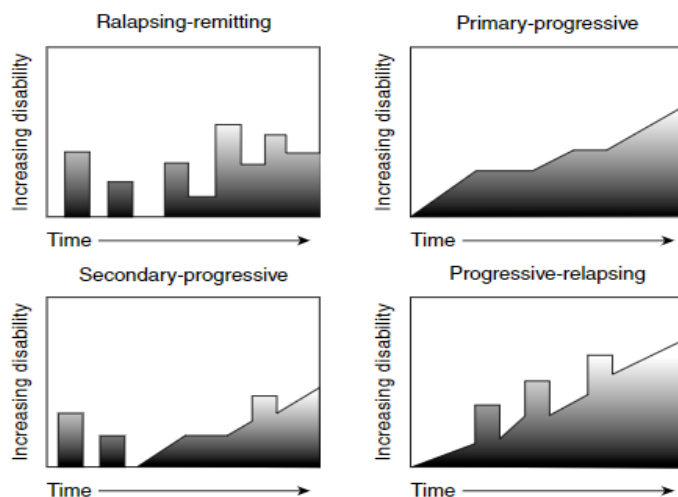 Ralapsing-remitting
Increasing disability
Time
Primary-progressive
Increasing disability
Time
Secondary-progressive
Increasing disability
Time
Progressive-relapsing
Increasing disability
Time